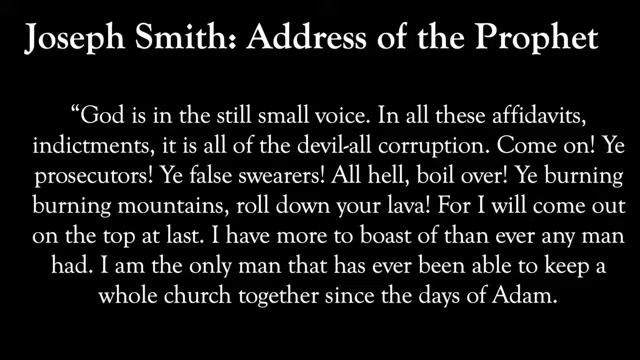 Joseph Smith: Address of the Prophet
“God is in the still small voice. In all these affidavits,
indictments, it is all of the devil-all corruption. Come on! Ye
prosecutors! Ye false swearers! All hell, boil over! Ye burning
burning mountains, roll down your lava! For I will come out
on the top at last. I have more to boast of than ever any man
had. I am the only man that has ever been able to keep a
whole church together since the days of Adam.